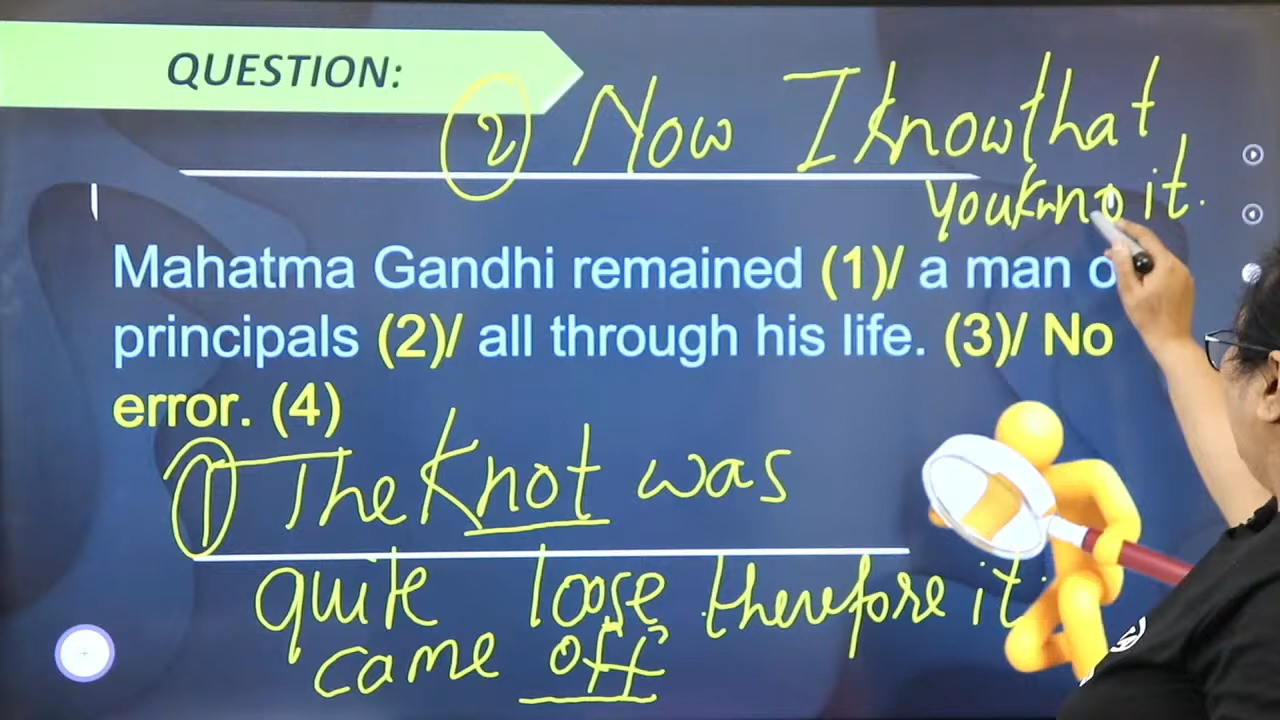 QUESTION:
2 Now I know that
you it.
Mahatma Gandhi remained (1)/ a man o
principals (2)/ all through his life. (3)/ No
error. (4)
1 The Knot was
quite loose therefore it
came off